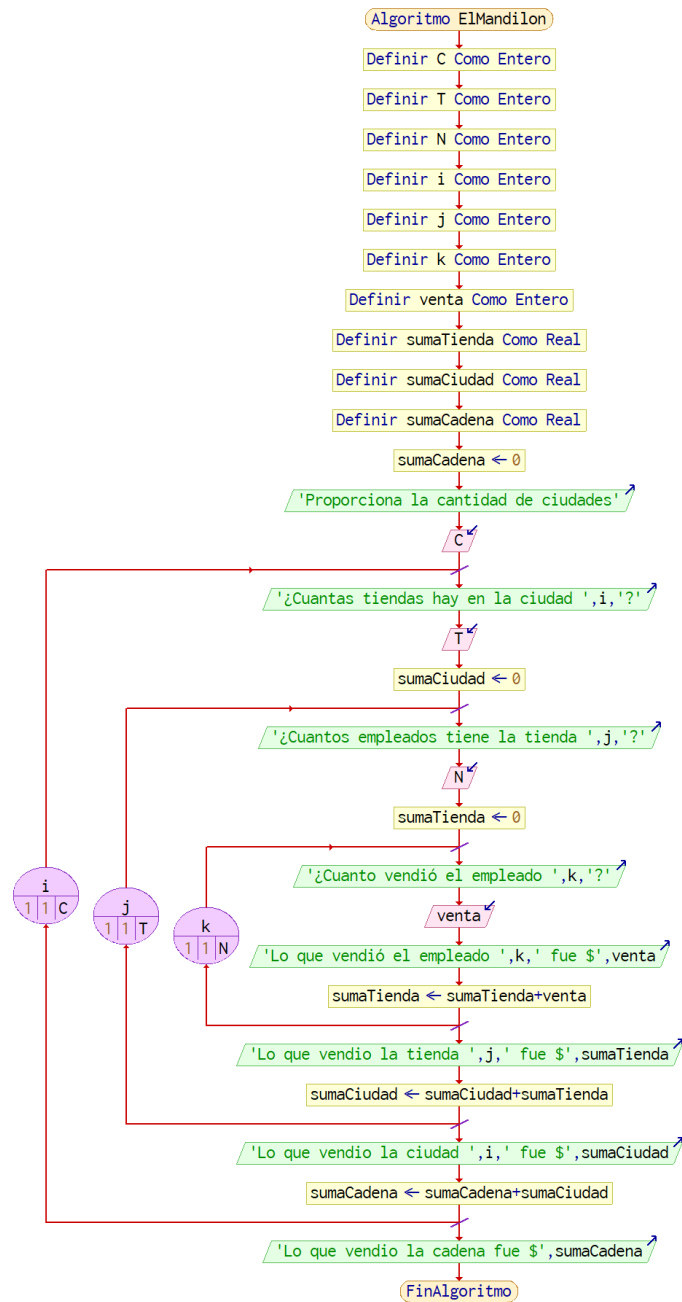 Algoritmo ElMandilon
Definir C Como Entero
Definir T Como Entero
Definir N Como Entero
Definir i Como Entero
Definir j Como Entero
Definir k Como Entero
Definir venta Como Entero
Definir sumaTienda Como Real
Definir sumaCiudad Como Real
Definir sumaCadena Como Real
sumaCadena ← 0
'Proporciona la cantidad de ciudades'
C
'¿Cuantas tiendas hay en la ciudad ',i,'?'
T
sumaCiudad ← 0
'¿Cuantos empleados tiene la tienda ',j,'?'
N
sumaTienda ← 0
'¿Cuanto vendió el empleado ',k,'?'
i
1 1 C
j
1 1 T
k
1 1 N
venta
'Lo que vendió el empleado ',k,' fue $',venta
sumaTienda ← sumaTienda+venta
'Lo que vendio la tienda ',j,' fue $',sumaTienda
sumaCiudad ← sumaCiudad+sumaTienda
'Lo que vendio la ciudad ',i,' fue $',sumaCiudad
sumaCadena ← sumaCadena+sumaCiudad
'Lo que vendio la cadena fue $',sumaCadena
FinAlgoritmo